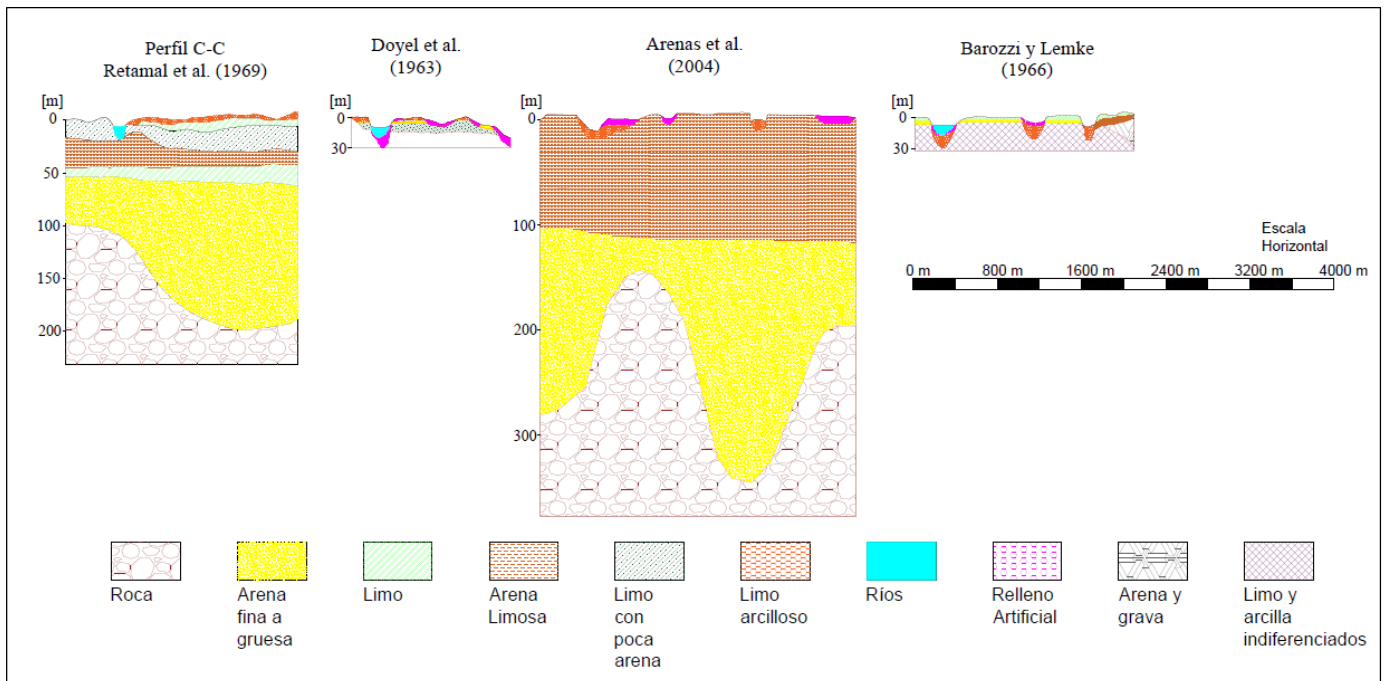 Perfil C-C
Retamal et al. (1969)
Doyel et al.
(1963)
Arenas et al.
(2004)
Barozzi y Lemke
(1966)
[m]
0
50
100
150
200
[m]
0
30
[m]
0
100
200
300
[m]
0
30
Escala
Horizontal
0 m 800 m 1600 m 2400 m 3200 m 4000 m
Roca
Arena
fina a
gruesa
Limo
Arena
Limosa
Limo
con
poca
arena
Limo
arcilloso
Ríos
Relleno
Artificial
Arena y
grava
Limo y
arcilla
indiferenciados